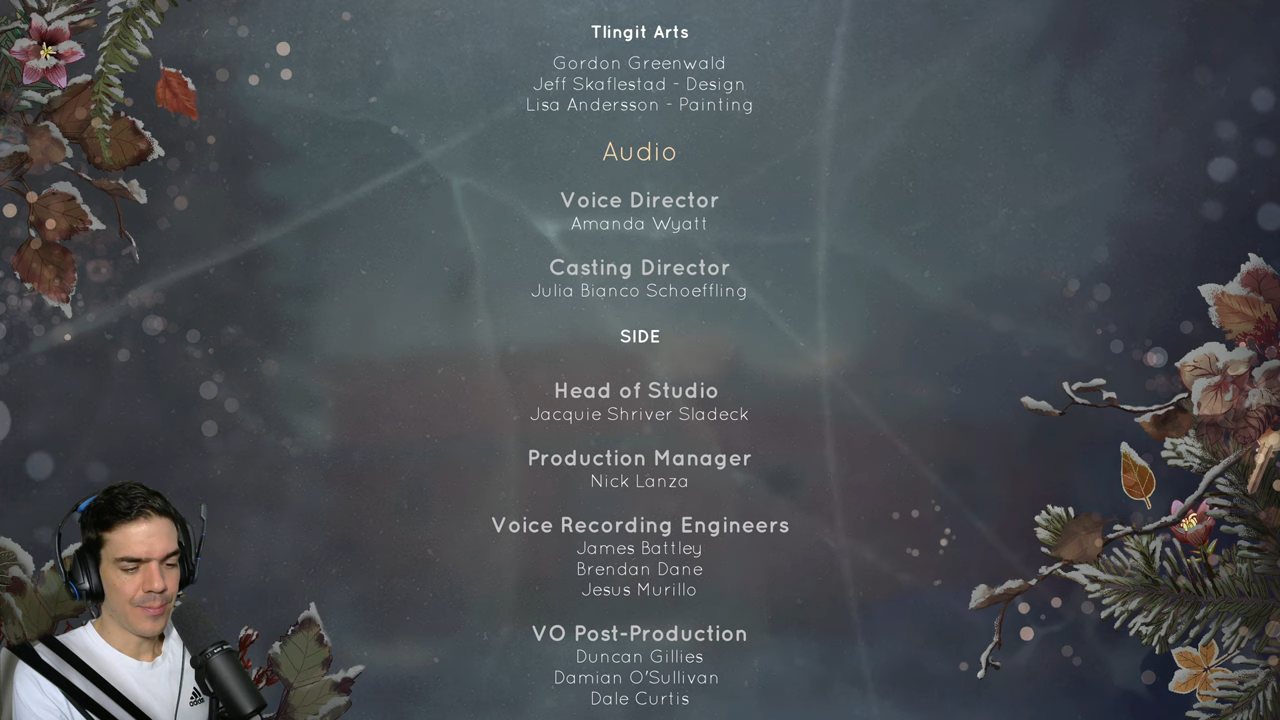 Tlingit Arts
Gordon Greenwald
Jeff Skaflestad - Design
Lisa Andersson - Painting
Audio
Voice Director
Amanda Wyatt
Casting Director
Julia Bianco Schoeffling
SIDE
Head of Studio
Jacquie Shriver Sladeck
Production Manager
Nick Lanza
Voice Recording Engineers
James Battley
Brendan Dane
Jesus Murillo
VO Post-Production
Duncan Gillies
Damian O'Sullivan
Dale Curtis
adidas